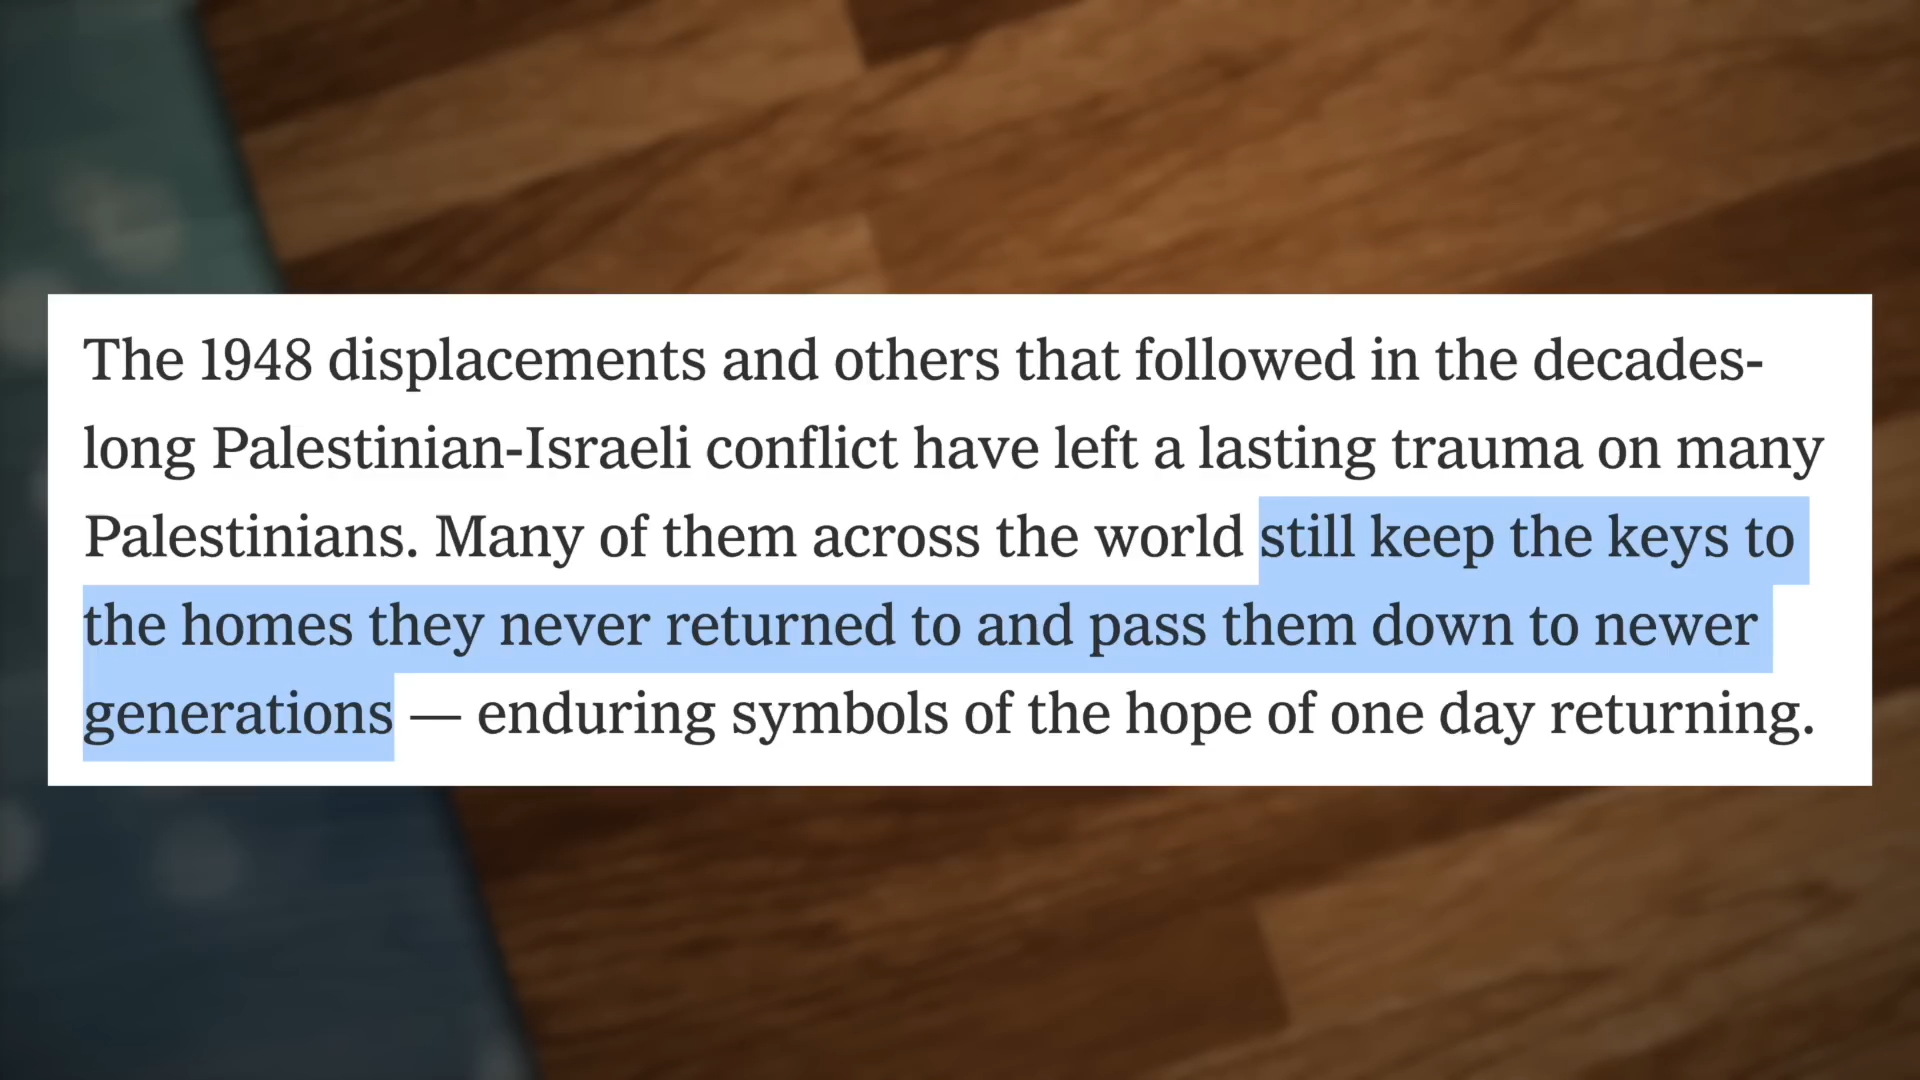 The 1948 displacements and others that followed in the decades-
long Palestinian-Israeli conflict have left a lasting trauma on many
Palestinians. Many of them across the world still keep the keys to
the homes they never returned to and pass them down to newer
generations — enduring symbols of the hope of one day returning.